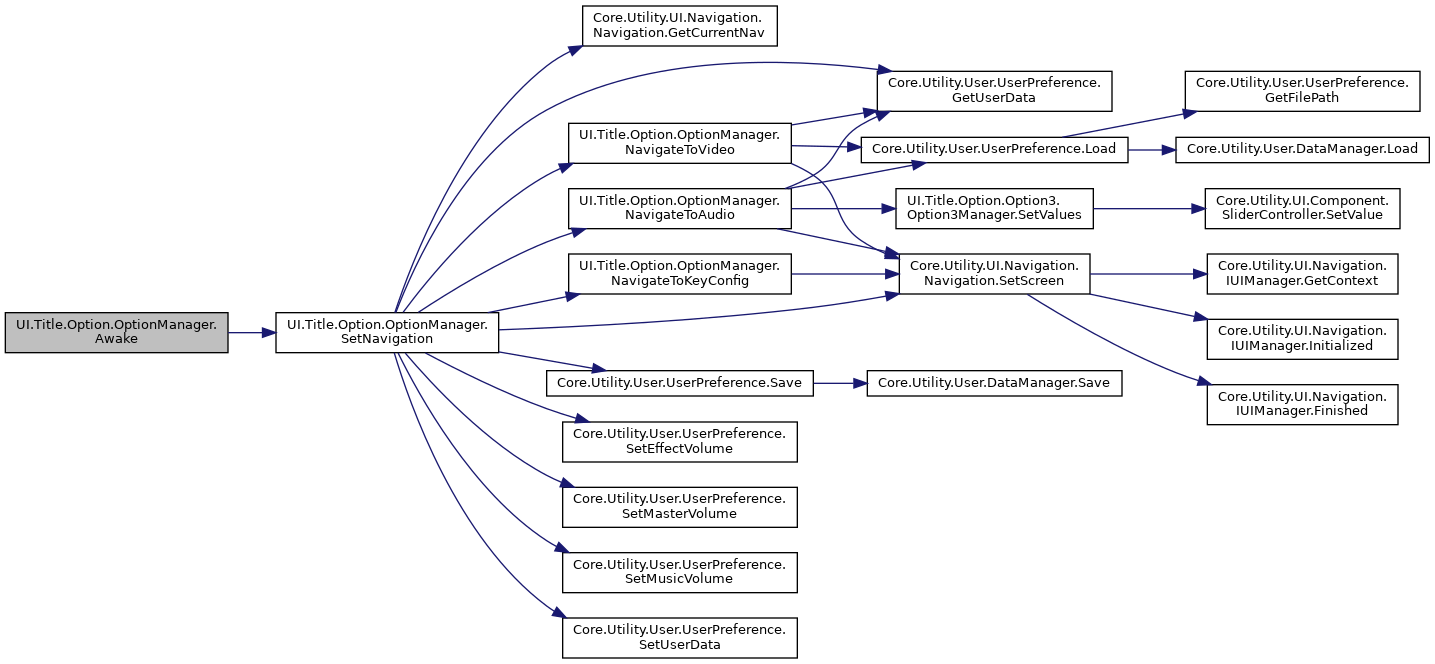 Core.Utility.UI.Navigation.
Navigation.GetCurrentNav
Core.Utility.User.UserPreference.
GetUserData
Core.Utility.User.UserPreference.
GetFilePath
UI.Title.Option.OptionManager.
NavigateToVideo
Core.Utility.User.UserPreference.Load
Core.Utility.User.DataManager.Load
UI.Title.Option.OptionManager.
NavigateToAudio
UI.Title.Option.Option3.
Option3Manager.SetValues
Core.Utility.UI.Component.
SliderController.SetValue
UI.Title.Option.OptionManager.
NavigateToKeyConfig
Core.Utility.UI.Navigation.
Navigation.SetScreen
Core.Utility.UI.Navigation.
IUIManager.GetContext
UI.Title.Option.OptionManager.
Awake
UI.Title.Option.OptionManager.
SetNavigation
Core.Utility.UI.Navigation.
IUIManager.Initialized
Core.Utility.User.UserPreference.Save
Core.Utility.User.DataManager.Save
Core.Utility.UI.Navigation.
IUIManager.Finished
Core.Utility.User.UserPreference.
SetEffectVolume
Core.Utility.User.UserPreference.
SetMasterVolume
Core.Utility.User.UserPreference.
SetMusicVolume
Core.Utility.User.UserPreference.
SetUserData